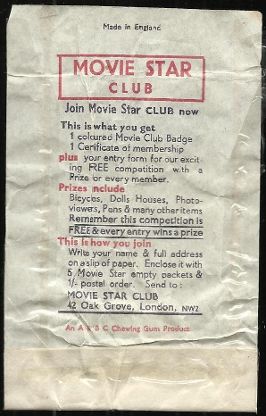 Made in England
MOVIE STAR
CLUB
Join Movie Star CLUB now
This is what you get
1 coloured Movie Club Badge
1 Certificate of membership
plus your entry form for our excit-
ing FREE competition with a
Prize or every member.
Prizes nclude
Bicycles, Dolls Houses, Photo-
viewers, Pens & many other items
Remember this competition is
FREE & every entry wins a prize
This is how you join
Write your name & full address
on a slip of paper. Enclose it with
5 Movie Star empty packets &
1/- postal order. Send to:
MOVIE STAR CLUB
42 Oak Grove, London, NW2
An A & B C Chewing Gum Product